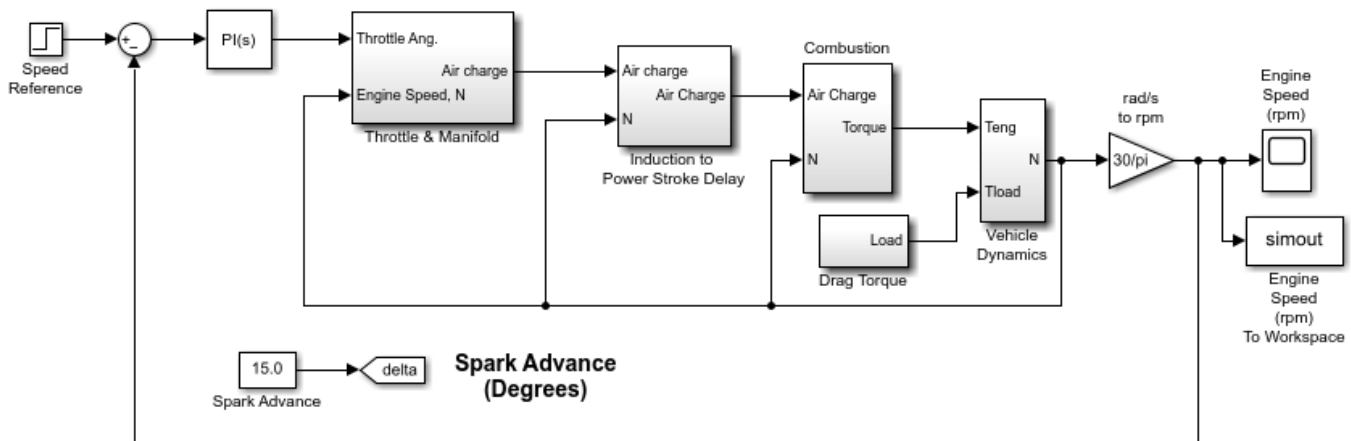 Speed
Reference
+
−
PI(s)
Throttle Ang.
Air charge
Engine Speed, N
Throttle & Manifold
Air charge
Air Charge
N
Induction to
Power Stroke Delay
Combustion
Air Charge
Torque
N
Load
Drag Torque
Teng
N
Tload
Vehicle
Dynamics
rad/s
to rpm
30/pi
Engine
Speed
(rpm)
simout
Engine
Speed
(rpm)
To Workspace
15.0
Spark Advance
delta
Spark Advance
(Degrees)